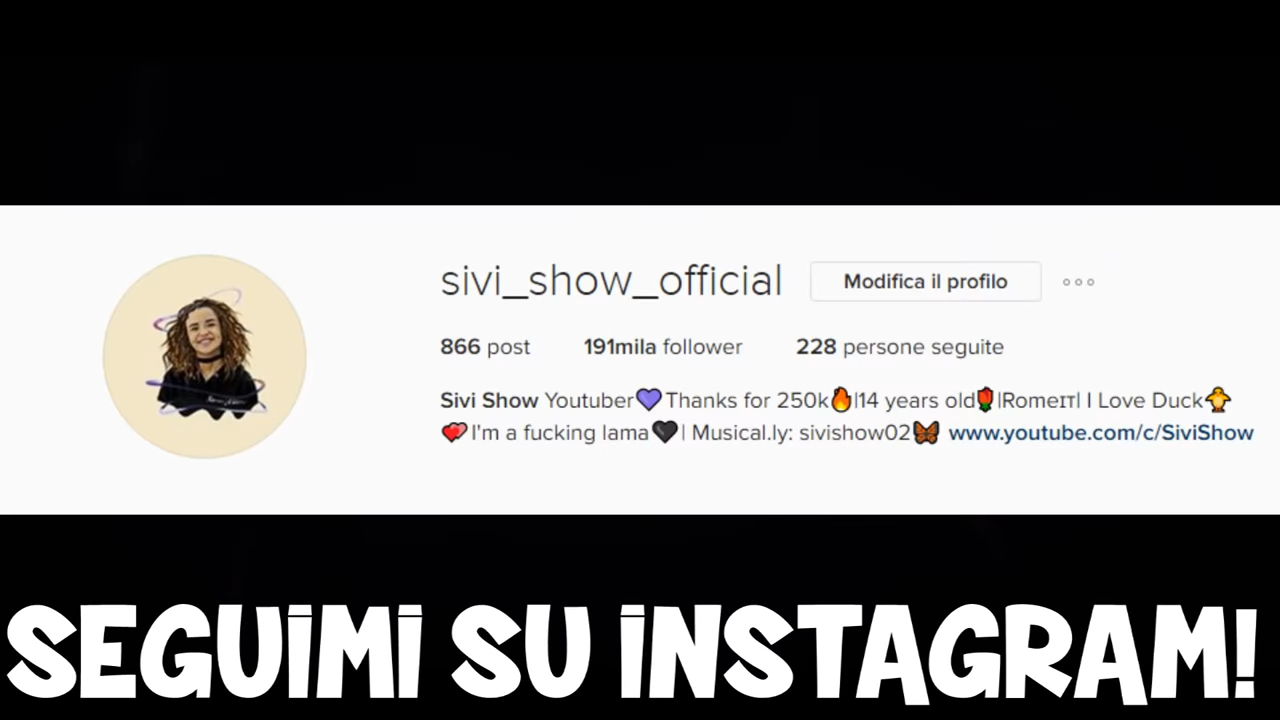 sivi_show_official Modifica il profilo
866 post 191mila follower 228 persone seguite
Sivi Show Youtuber💜Thanks for 250k🔥|14 years old🌹|Romeɪᴛ| I Love Duck🐥
💕I'm a fucking lama🖤| Musical.ly: sivishow02🦋 www.youtube.com/c/SiviShow
SEGUIMI SU INSTAGRAM!